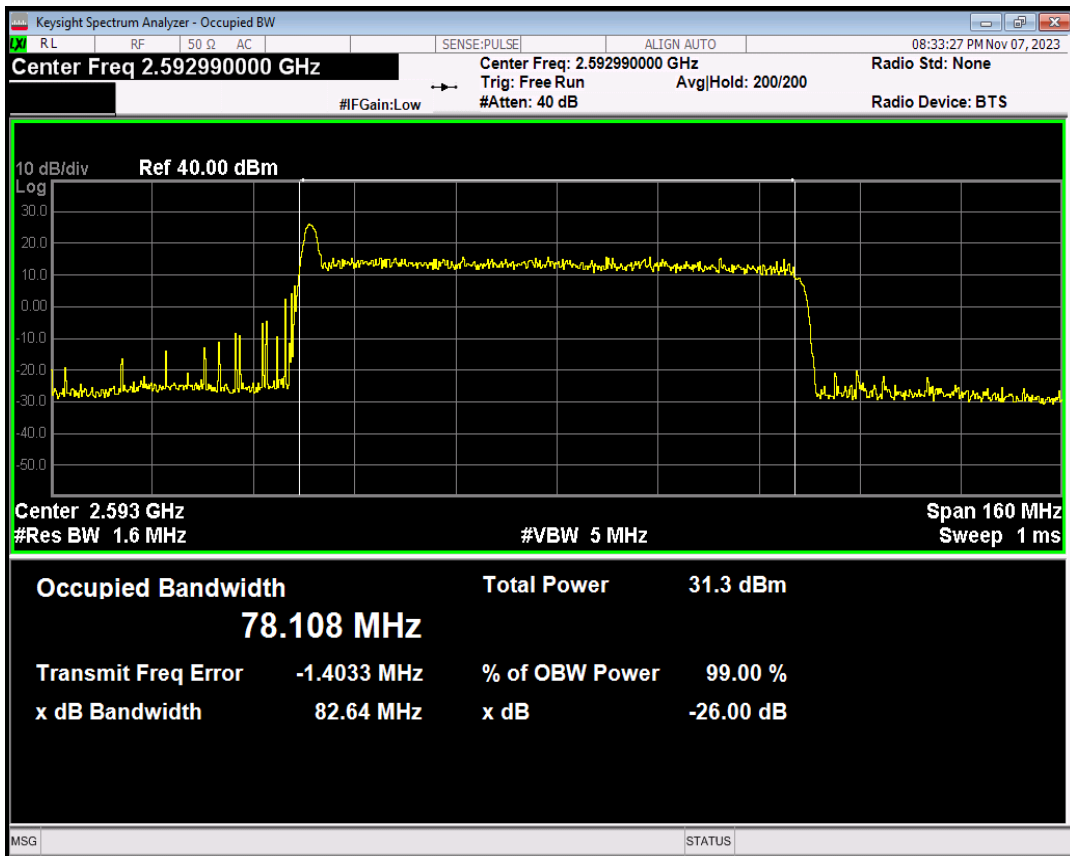 Keysight Spectrum Analyzer - Occupied BW
LXI RL RF 50 Ω AC SENSE:PULSE ALIGN AUTO 08:33:27 PM Nov 07, 2023
Center Freq 2.592990000 GHz Center Freq: 2.592990000 GHz Radio Std: None
Trig: Free Run Avg|Hold: 200/200
#IFGain:Low #Atten: 40 dB Radio Device: BTS
10 dB/div Ref 40.00 dBm
Log
30.0
20.0
10.0
0.00
-10.0
-20.0
-30.0
-40.0
-50.0
Center 2.593 GHz Span 160 MHz
#Res BW 1.6 MHz #VBW 5 MHz Sweep 1 ms
Occupied Bandwidth Total Power 31.3 dBm
78.108 MHz
Transmit Freq Error -1.4033 MHz % of OBW Power 99.00 %
x dB Bandwidth 82.64 MHz x dB -26.00 dB
MSG STATUS